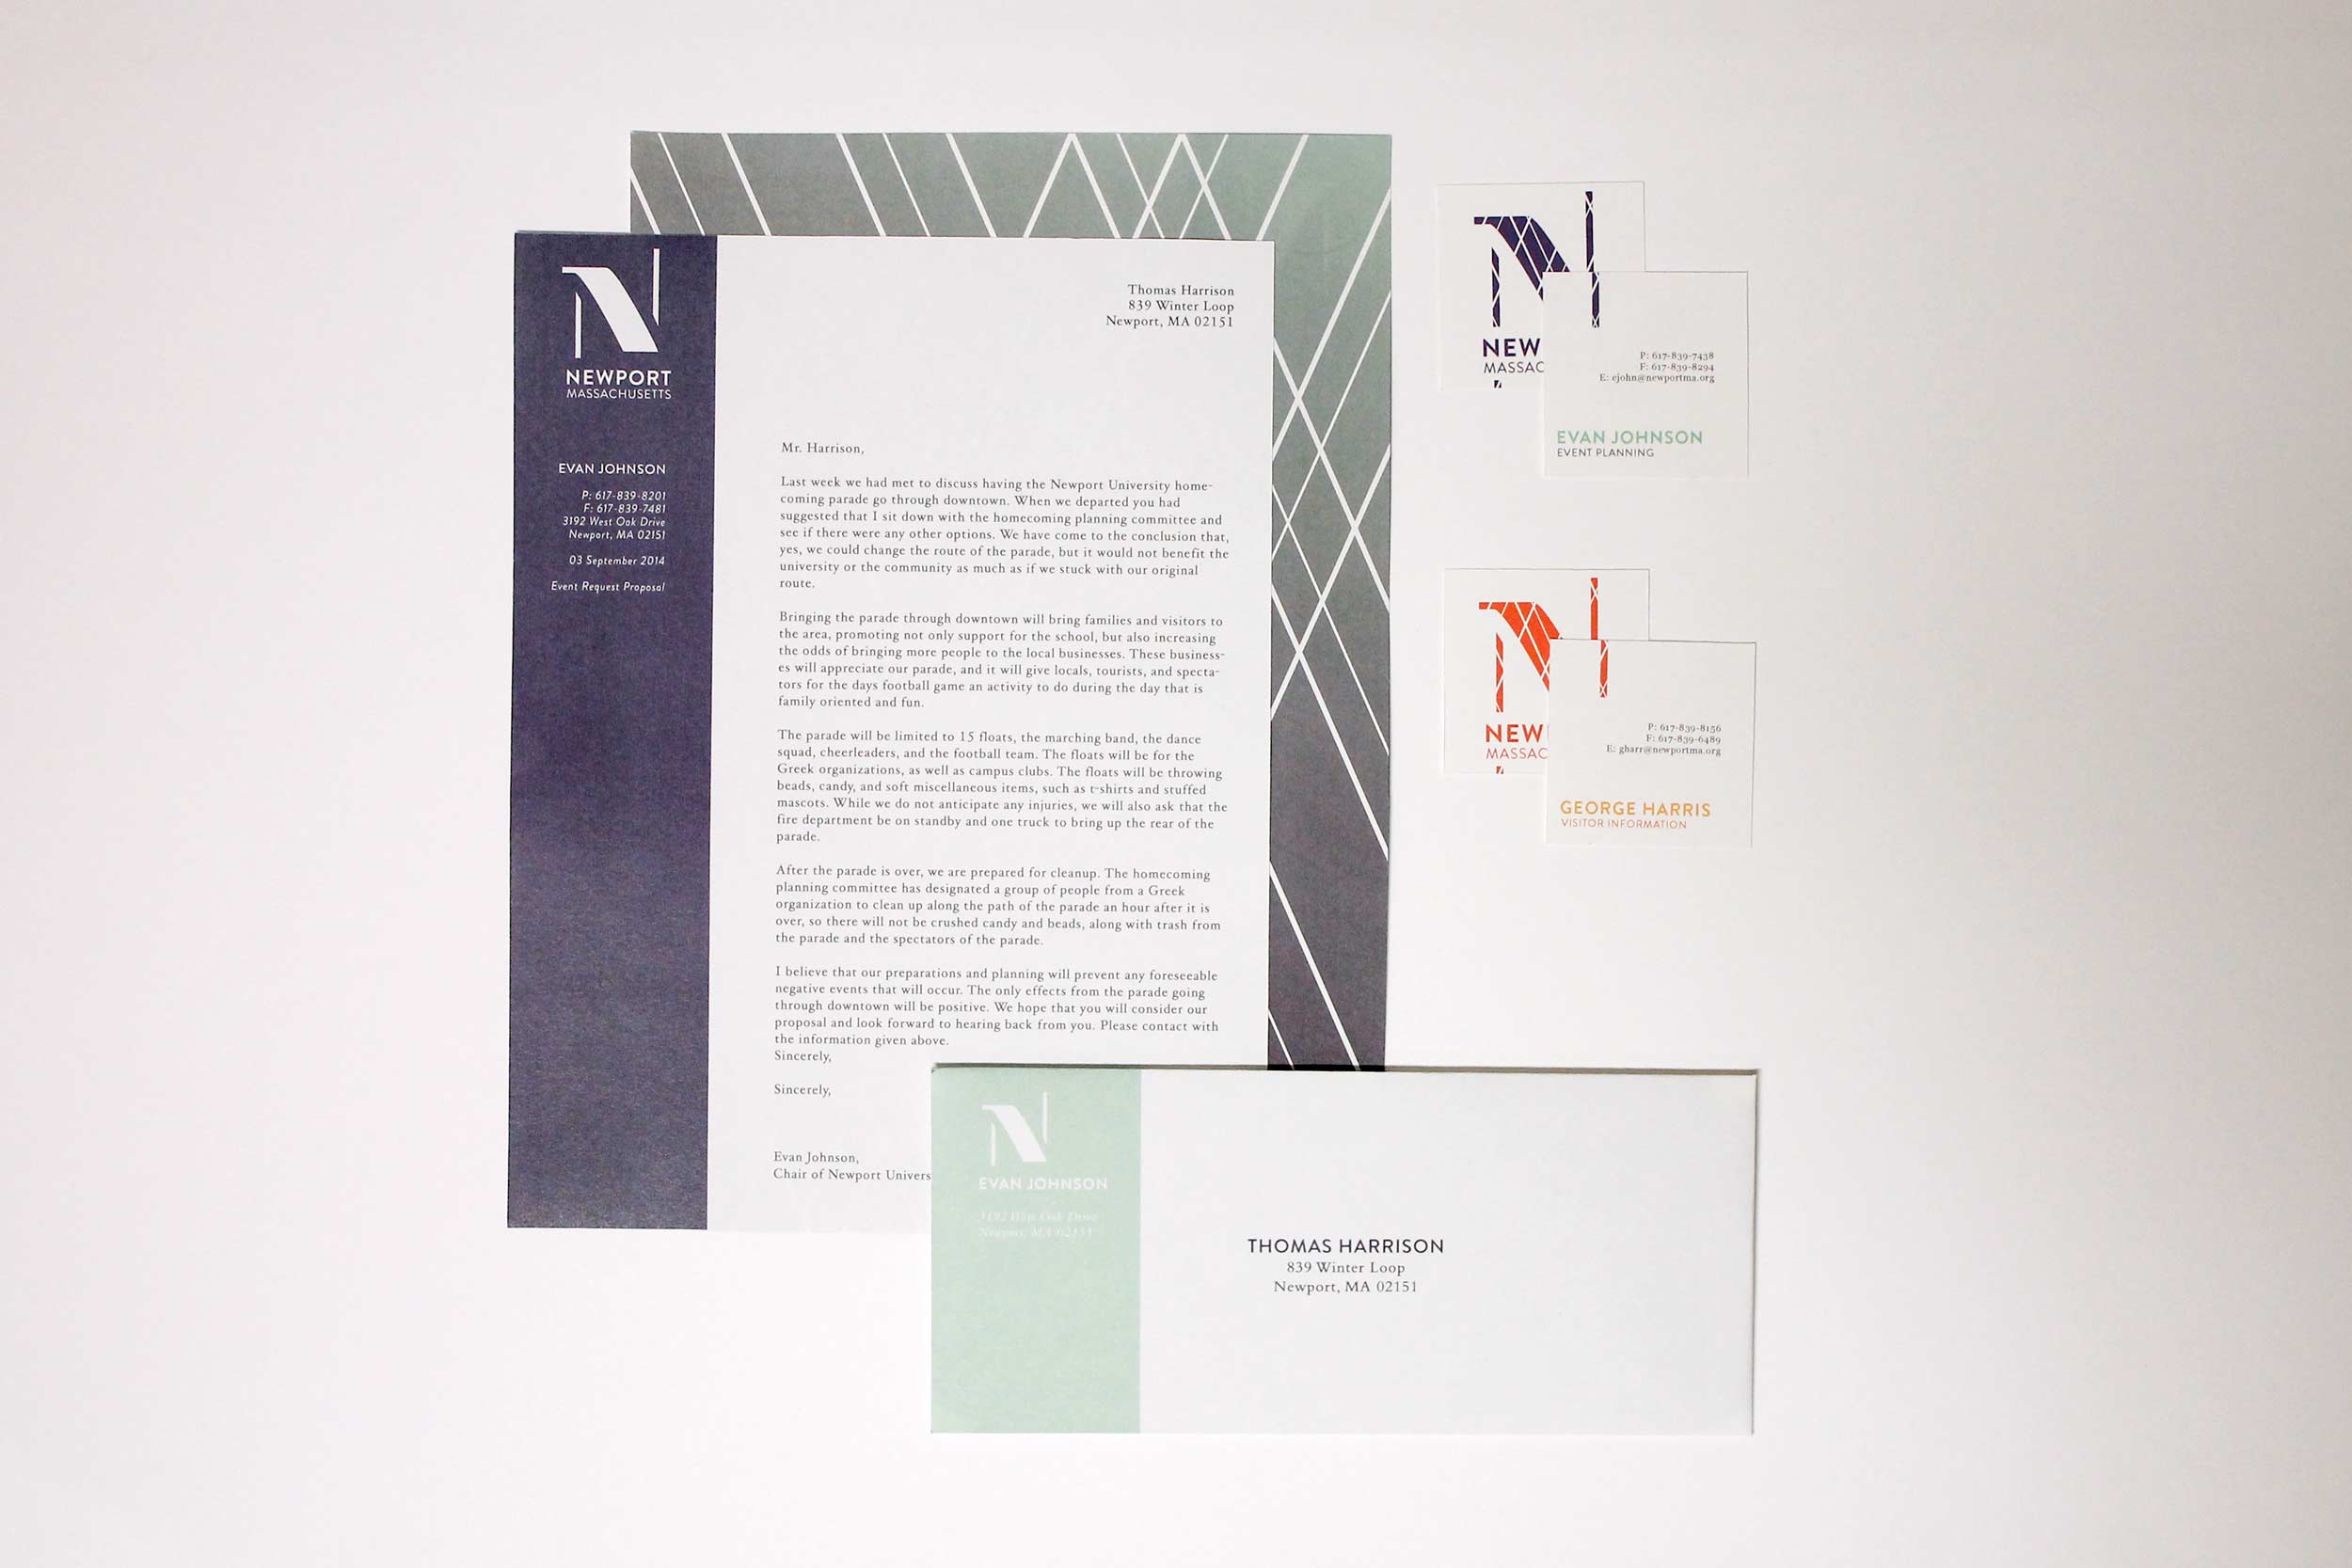 N
NEWPORT
MASSACHUSETTS
EVAN JOHNSON
P: 617-839-8201
F: 617-839-7481
3192 West Oak Drive
Newport, MA 02151
03 September 2014
Event Request Proposal
Thomas Harrison
839 Winter Loop
Newport, MA 02151
Mr. Harrison,
Last week we had met to discuss having the Newport University home-
coming parade go through downtown. When we departed you had
suggested that I sit down with the homecoming planning committee and
see if there were any other options. We have come to the conclusion that,
yes, we could change the route of the parade, but it would not benefit the
university or the community as much as if we stuck with our original
route.
Bringing the parade through downtown will bring families and visitors to
the area, promoting not only support for the school, but also increasing
the odds of bringing more people to the local businesses. These business-
es will appreciate our parade, and it will give locals, tourists, and specta-
tors for the days football game an activity to do during the day that is
family oriented and fun.
The parade will be limited to 15 floats, the marching band, the dance
squad, cheerleaders, and the football team. The floats will be for the
Greek organizations, as well as campus clubs. The floats will be throwing
beads, candy, and soft miscellaneous items, such as t-shirts and stuffed
mascots. While we do not anticipate any injuries, we will also ask that the
fire department be on standby and one truck to bring up the rear of the
parade.
After the parade is over, we are prepared for cleanup. The homecoming
planning committee has designated a group of people from a Greek
organization to clean up along the path of the parade an hour after it is
over, so there will not be crushed candy and beads, along with trash from
the parade and the spectators of the parade.
I believe that our preparations and planning will prevent any foreseeable
negative events that will occur. The only effects from the parade going
through downtown will be positive. We hope that you will consider our
proposal and look forward to hearing back from you. Please contact with
the information given above.
Sincerely,
Sincerely,
Evan Johnson,
Chair of Newport Univers
N
NEW
MASSAC
P: 617-839-7438
F: 617-839-8294
E: ejohn@newportma.org
EVAN JOHNSON
EVENT PLANNING
N
NEW
MASSAC
P: 617-839-8156
F: 617-839-6489
E: gharr@newportma.org
GEORGE HARRIS
VISITOR INFORMATION
N
EVAN JOHNSON
3192 West Oak Drive
Newport, MA 02151
THOMAS HARRISON
839 Winter Loop
Newport, MA 02151